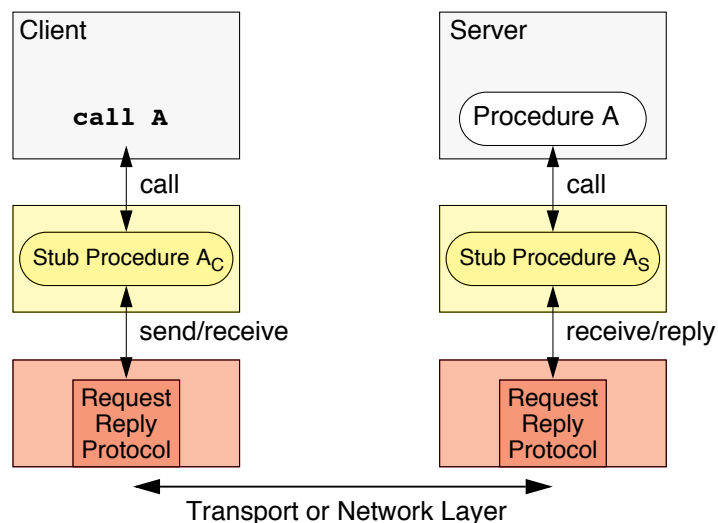 Client
call A
call
Stub Procedure AC
send/receive
Request
Reply
Protocol
Server
Procedure A
call
Stub Procedure AS
receive/reply
Request
Reply
Protocol
Transport or Network Layer